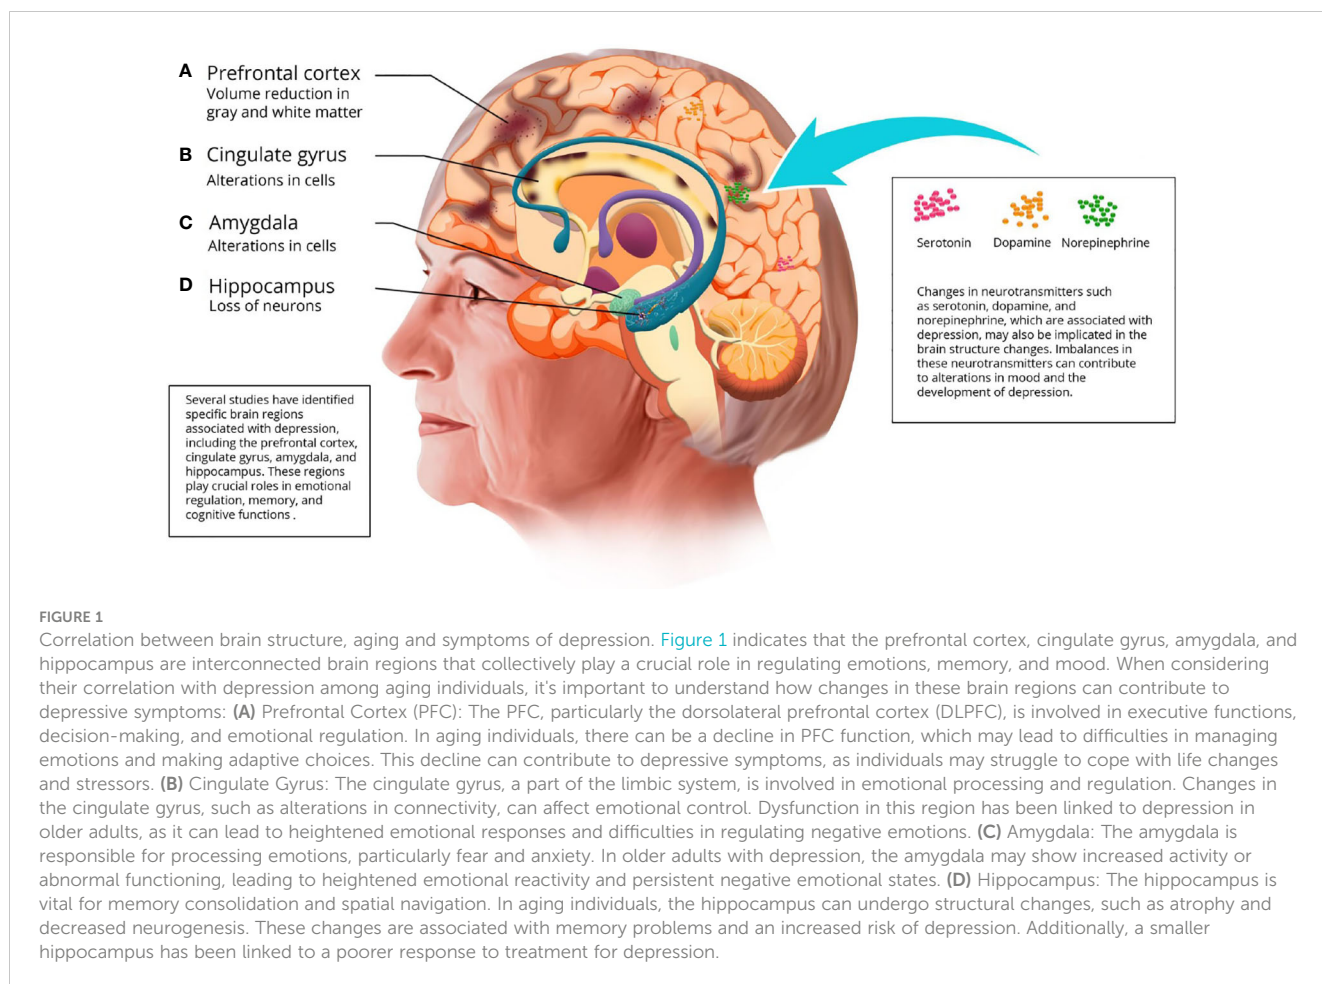 A Prefrontal cortex
Volume reduction in
gray and white matter
B Cingulate gyrus
Alterations in cells
C Amygdala
Alterations in cells
D Hippocampus
Loss of neurons
Several studies have identified
specific brain regions
associated with depression,
including the prefrontal cortex,
cingulate gyrus, amygdala, and
hippocampus. These regions
play crucial roles in emotional
regulation, memory, and
cognitive functions .
Serotonin Dopamine Norepinephrine
Changes in neurotransmitters such
as serotonin, dopamine, and
norepinephrine, which are associated with
depression, may also be implicated in the
brain structure changes. Imbalances in
these neurotransmitters can contribute
to alterations in mood and the
development of depression.
FIGURE 1
Correlation between brain structure, aging and symptoms of depression. Figure 1 indicates that the prefrontal cortex, cingulate gyrus, amygdala, and
hippocampus are interconnected brain regions that collectively play a crucial role in regulating emotions, memory, and mood. When considering
their correlation with depression among aging individuals, it's important to understand how changes in these brain regions can contribute to
depressive symptoms: (A) Prefrontal Cortex (PFC): The PFC, particularly the dorsolateral prefrontal cortex (DLPFC), is involved in executive functions,
decision-making, and emotional regulation. In aging individuals, there can be a decline in PFC function, which may lead to difficulties in managing
emotions and making adaptive choices. This decline can contribute to depressive symptoms, as individuals may struggle to cope with life changes
and stressors. (B) Cingulate Gyrus: The cingulate gyrus, a part of the limbic system, is involved in emotional processing and regulation. Changes in
the cingulate gyrus, such as alterations in connectivity, can affect emotional control. Dysfunction in this region has been linked to depression in
older adults, as it can lead to heightened emotional responses and difficulties in regulating negative emotions. (C) Amygdala: The amygdala is
responsible for processing emotions, particularly fear and anxiety. In older adults with depression, the amygdala may show increased activity or
abnormal functioning, leading to heightened emotional reactivity and persistent negative emotional states. (D) Hippocampus: The hippocampus is
vital for memory consolidation and spatial navigation. In aging individuals, the hippocampus can undergo structural changes, such as atrophy and
decreased neurogenesis. These changes are associated with memory problems and an increased risk of depression. Additionally, a smaller
hippocampus has been linked to a poorer response to treatment for depression.